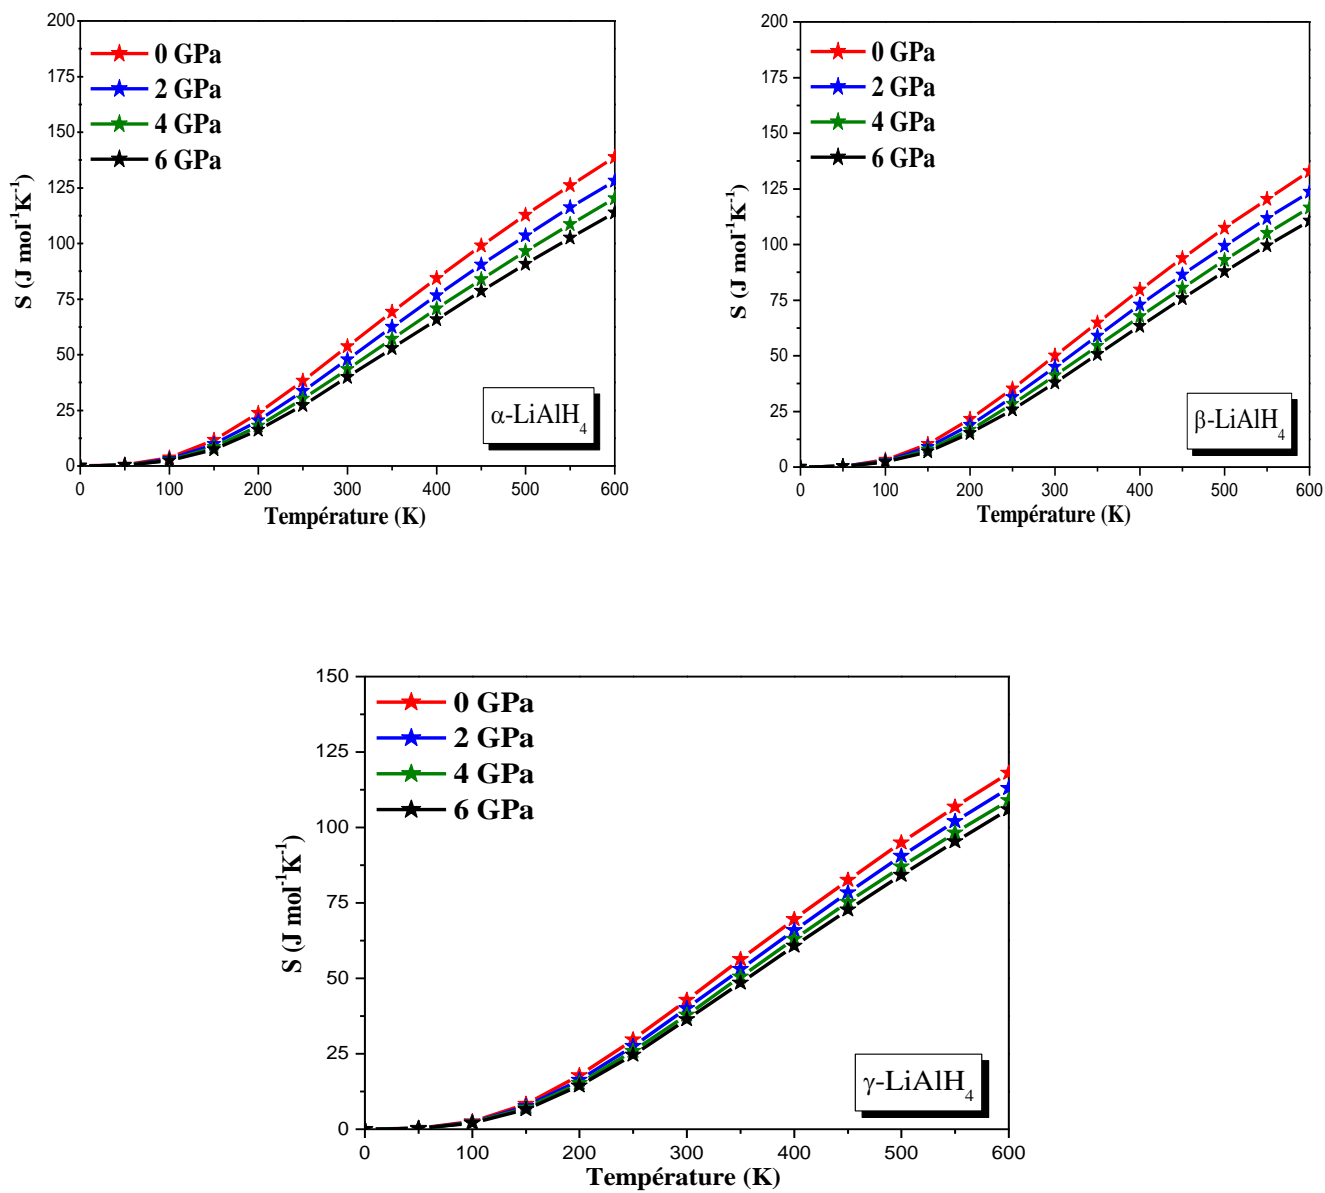 200
175
150
125
100
75
50
25
0
S (J mol⁻¹K⁻¹)
0 GPa
2 GPa
4 GPa
6 GPa
α-LiAlH₄
0 100 200 300 400 500 600
Température (K)
200
175
150
125
100
75
50
25
0
S (J mol⁻¹K⁻¹)
0 GPa
2 GPa
4 GPa
6 GPa
β-LiAlH₄
0 100 200 300 400 500 600
Température (K)
150
125
100
75
50
25
0
S (J mol⁻¹K⁻¹)
0 GPa
2 GPa
4 GPa
6 GPa
γ-LiAlH₄
0 100 200 300 400 500 600
Température (K)